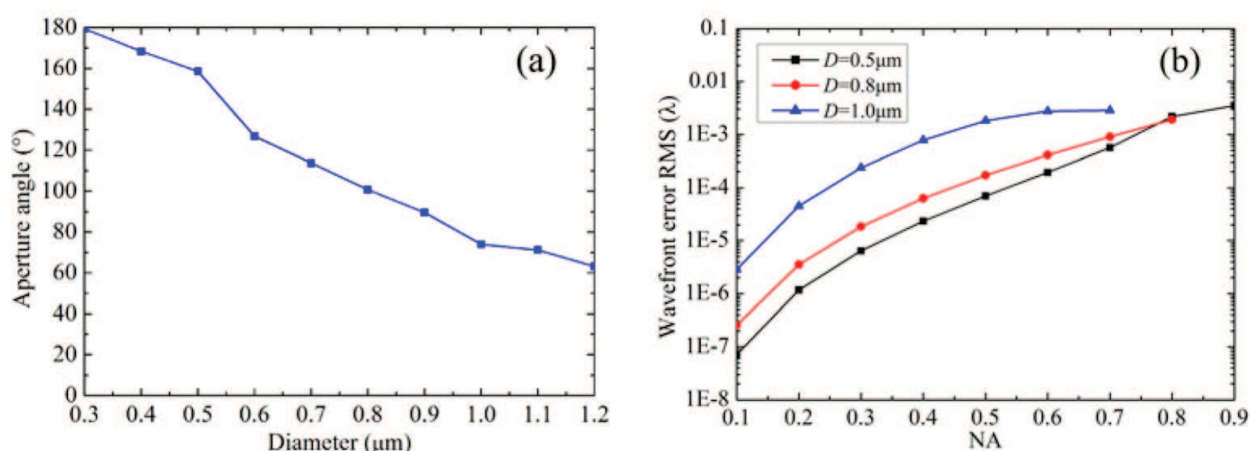 (a)
Aperture angle (°)
180
160
140
120
100
80
60
40
20
0
0.3 0.4 0.5 0.6 0.7 0.8 0.9 1.0 1.1 1.2
Diameter (μm)
(b)
D=0.5μm
D=0.8μm
D=1.0μm
Wavefront error RMS (λ)
0.1
0.01
1E-3
1E-4
1E-5
1E-6
1E-7
1E-8
0.1 0.2 0.3 0.4 0.5 0.6 0.7 0.8 0.9
NA